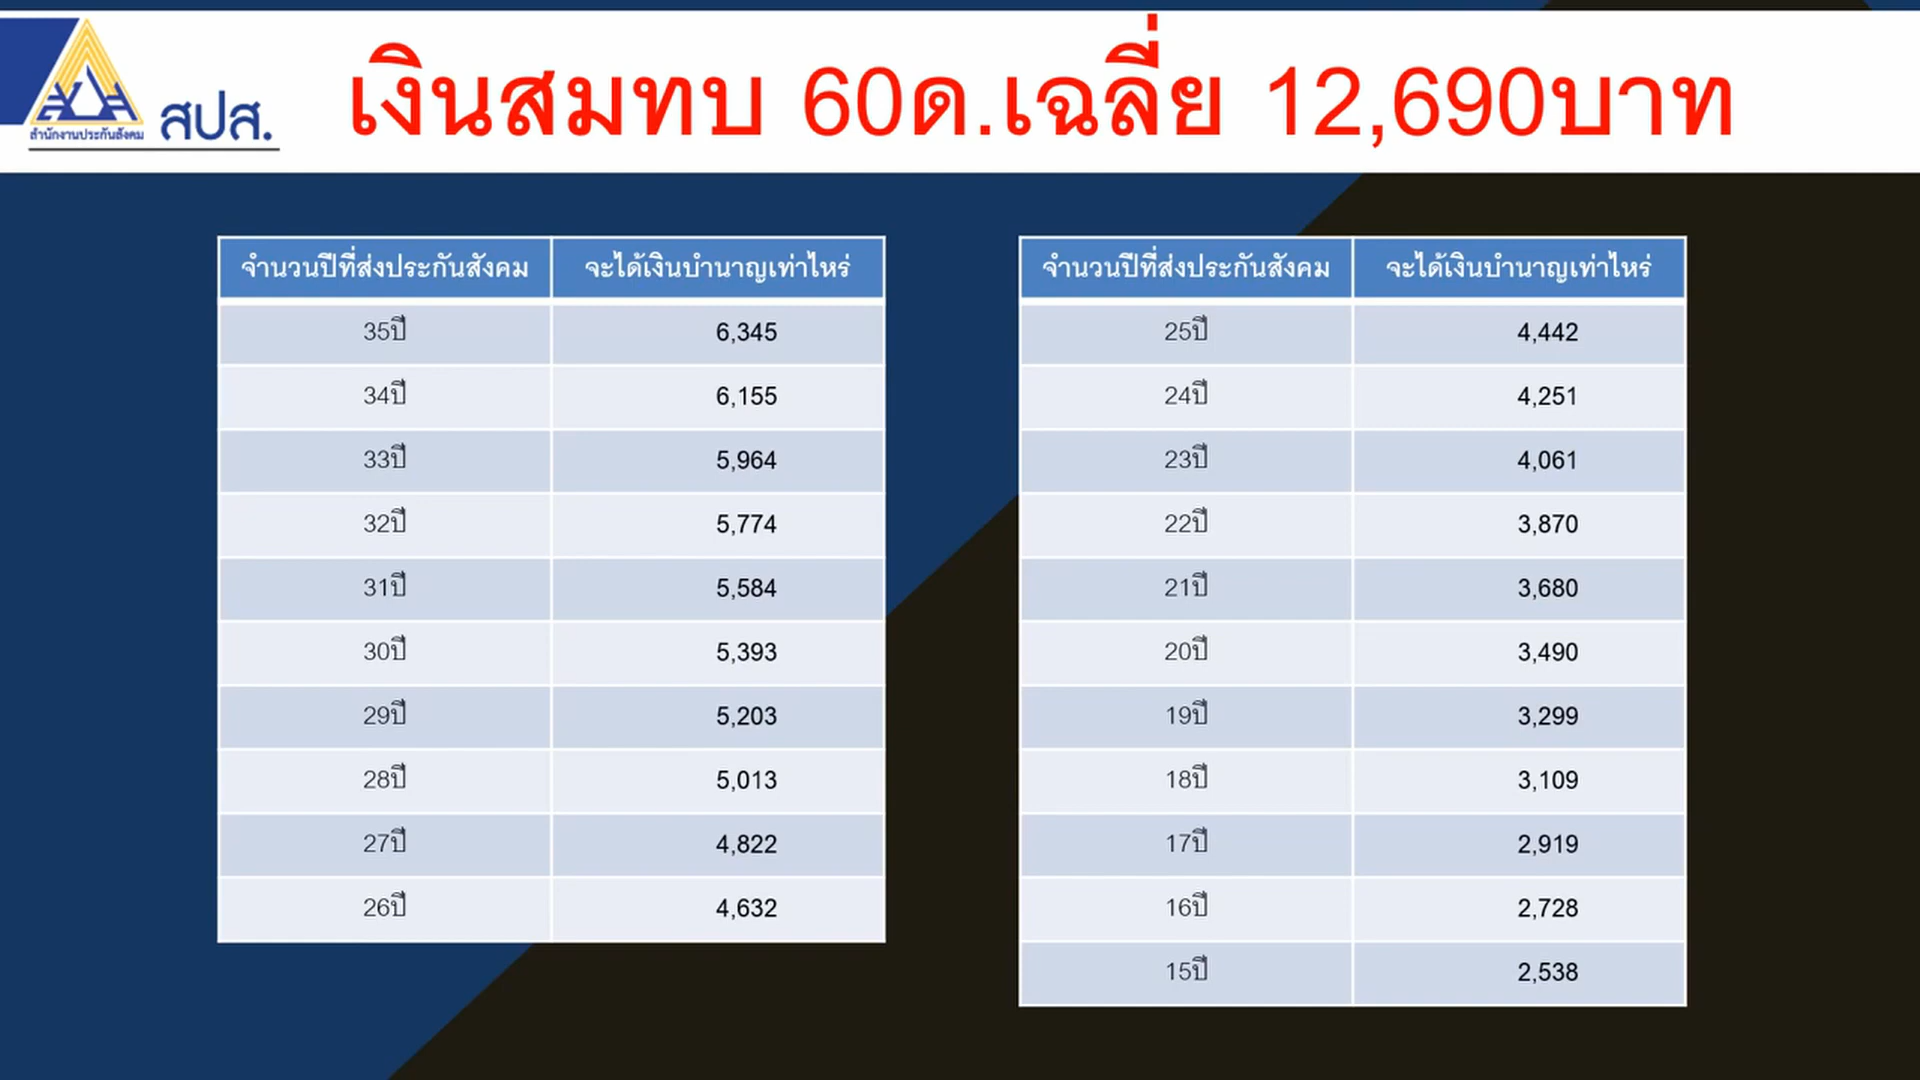 สำนักงานประกันสังคม
สปส.
เงินสมทบ 60ด.เฉลี่ย 12,690บาท
จำนวนปีที่ส่งประกันสังคม จะได้เงินบำนาญเท่าไหร่
35ปี 6,345
34ปี 6,155
33ปี 5,964
32ปี 5,774
31ปี 5,584
30ปี 5,393
29ปี 5,203
28ปี 5,013
27ปี 4,822
26ปี 4,632
จำนวนปีที่ส่งประกันสังคม จะได้เงินบำนาญเท่าไหร่
25ปี 4,442
24ปี 4,251
23ปี 4,061
22ปี 3,870
21ปี 3,680
20ปี 3,490
19ปี 3,299
18ปี 3,109
17ปี 2,919
16ปี 2,728
15ปี 2,538